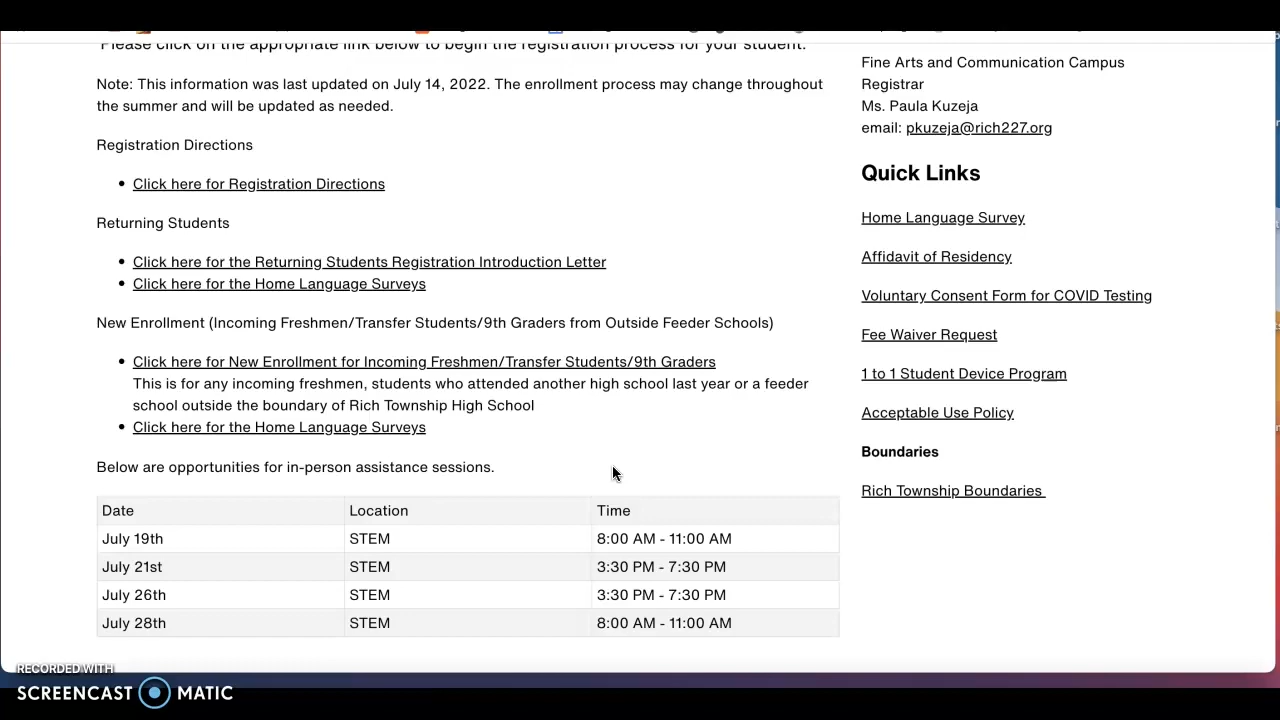 Please click on the appropriate link below to begin the registration process for your student.
Note: This information was last updated on July 14, 2022. The enrollment process may change throughout
the summer and will be updated as needed.
Registration Directions
• Click here for Registration Directions
Returning Students
• Click here for the Returning Students Registration Introduction Letter
• Click here for the Home Language Surveys
New Enrollment (Incoming Freshmen/Transfer Students/9th Graders from Outside Feeder Schools)
• Click here for New Enrollment for Incoming Freshmen/Transfer Students/9th Graders
This is for any incoming freshmen, students who attended another high school last year or a feeder
school outside the boundary of Rich Township High School
• Click here for the Home Language Surveys
Below are opportunities for in-person assistance sessions.
Date Location Time
July 19th STEM 8:00 AM - 11:00 AM
July 21st STEM 3:30 PM - 7:30 PM
July 26th STEM 3:30 PM - 7:30 PM
July 28th STEM 8:00 AM - 11:00 AM
Fine Arts and Communication Campus
Registrar
Ms. Paula Kuzeja
email: pkuzeja@rich227.org
Quick Links
Home Language Survey
Affidavit of Residency
Voluntary Consent Form for COVID Testing
Fee Waiver Request
1 to 1 Student Device Program
Acceptable Use Policy
Boundaries
Rich Township Boundaries
RECORDED WITH
SCREENCAST MATIC